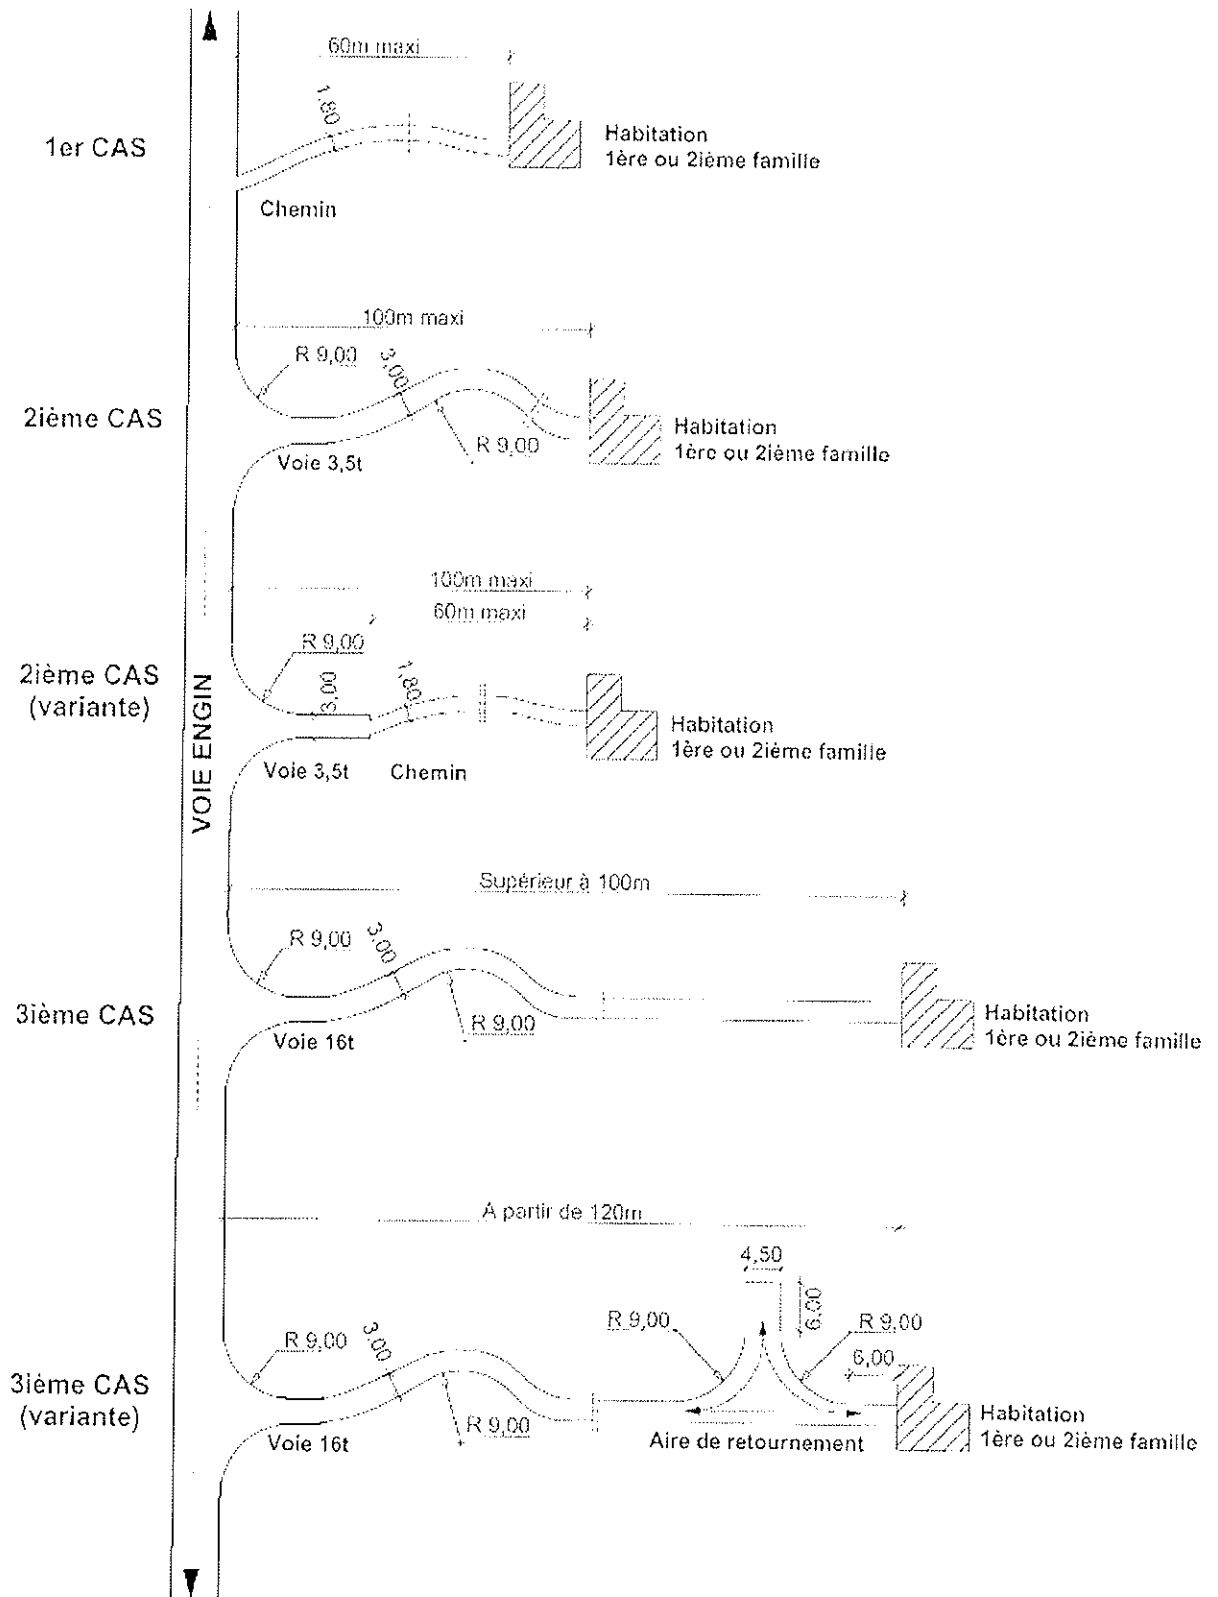 60m maxi
1,80
1er CAS
Habitation
1ère ou 2ième famille
Chemin
100m maxi
R 9,00
3,00
2ième CAS
R 9,00
Habitation
1ère ou 2ième famille
Voie 3,5t
100m maxi
60m maxi
R 9,00
3,00
1,80
2ième CAS
(variante)
VOIE ENGIN
Habitation
1ère ou 2ième famille
Voie 3,5t
Chemin
Supérieur à 100m
R 9,00
3,00
3ième CAS
R 9,00
Habitation
1ère ou 2ième famille
Voie 16t
A partir de 120m
4,50
6,00
R 9,00
3,00
R 9,00
R 9,00
6,00
3ième CAS
(variante)
R 9,00
Habitation
1ère ou 2ième famille
Voie 16t
Aire de retournement